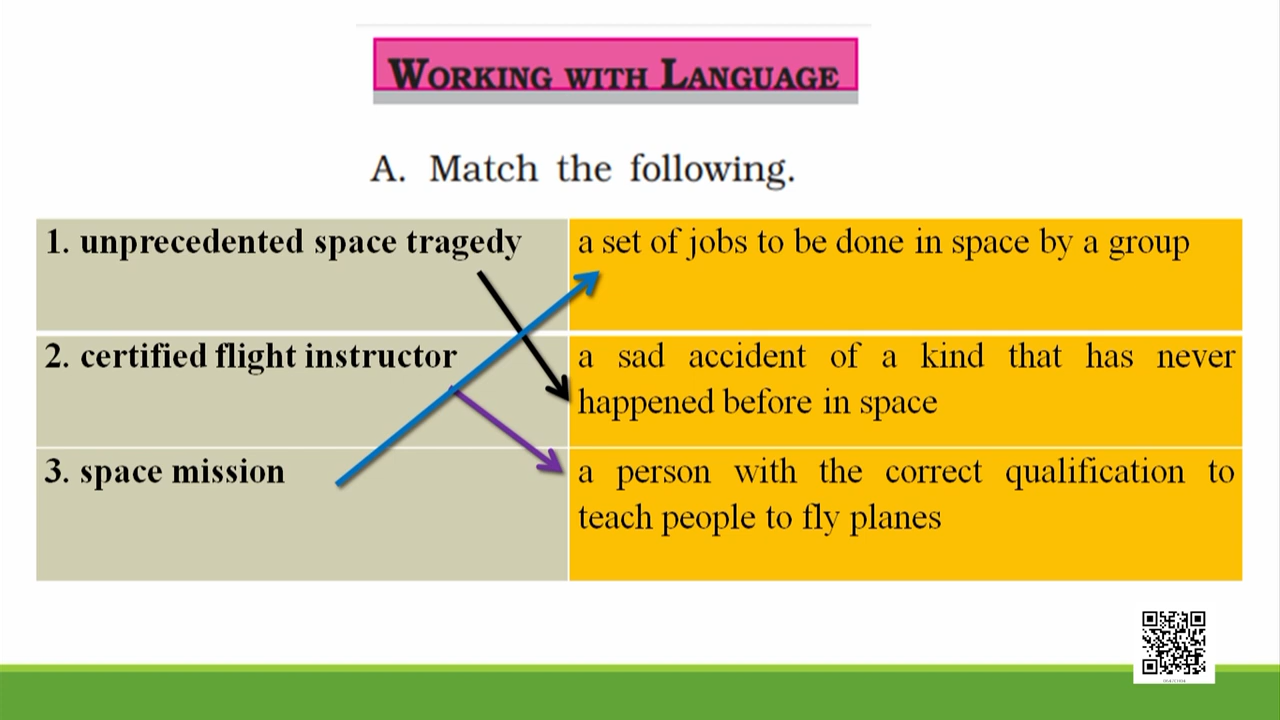 WORKING WITH LANGUAGE
A. Match the following.
1. unprecedented space tragedy
a set of jobs to be done in space by a group
2. certified flight instructor
a sad accident of a kind that has never
happened before in space
3. space mission
a person with the correct qualification to
teach people to fly planes